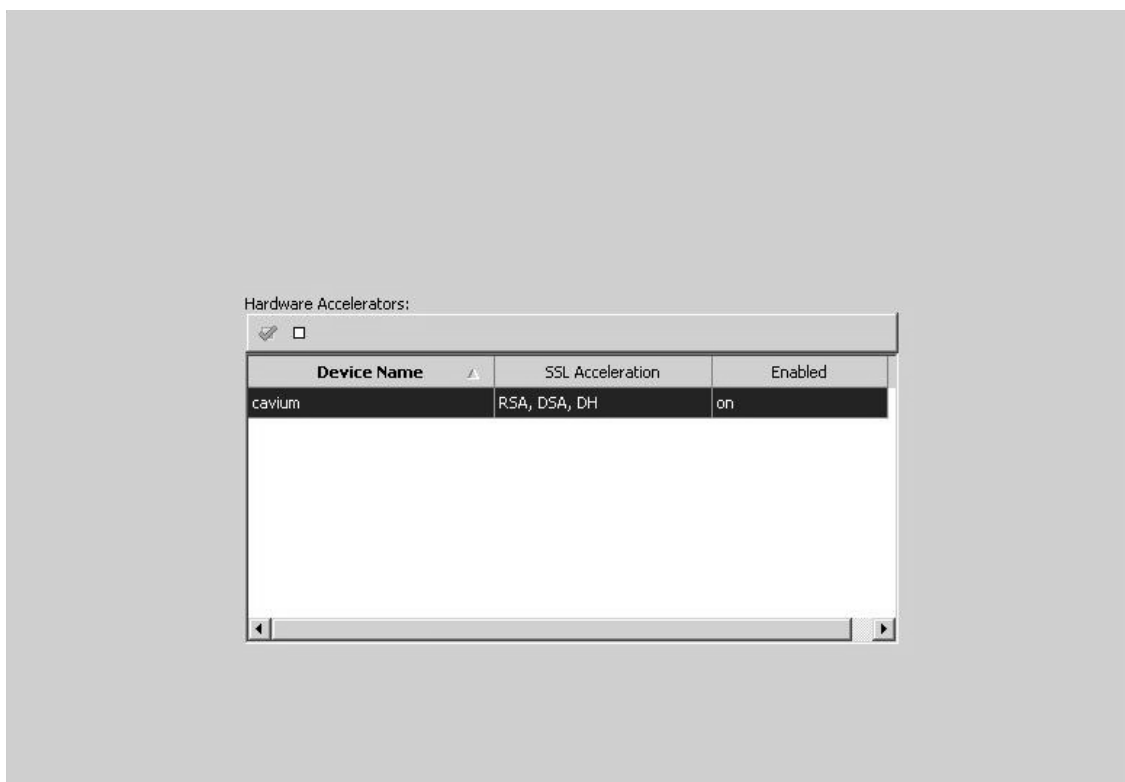 Hardware Accelerators:
Device Name SSL Acceleration Enabled
cavium RSA, DSA, DH on